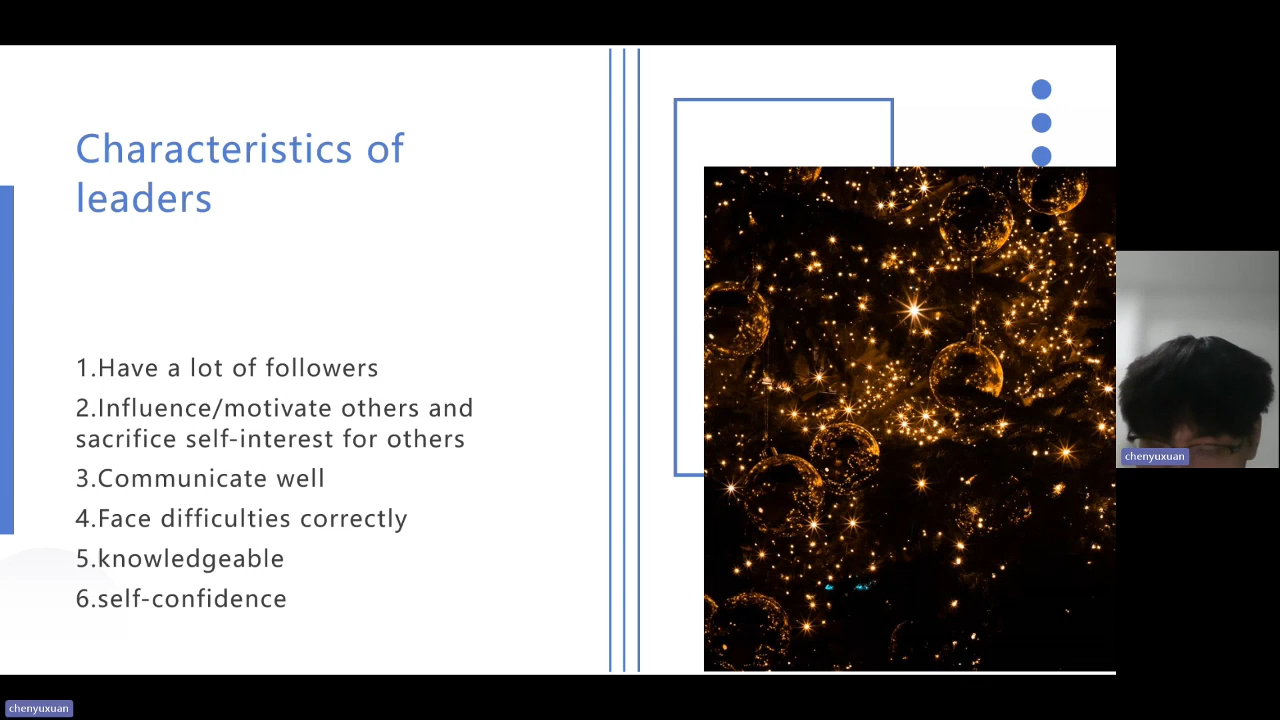 Characteristics of
leaders
1.Have a lot of followers
2.Influence/motivate others and
sacrifice self-interest for others
3.Communicate well
4.Face difficulties correctly
5.knowledgeable
6.self-confidence
chenyuxuan
chenyuxuan